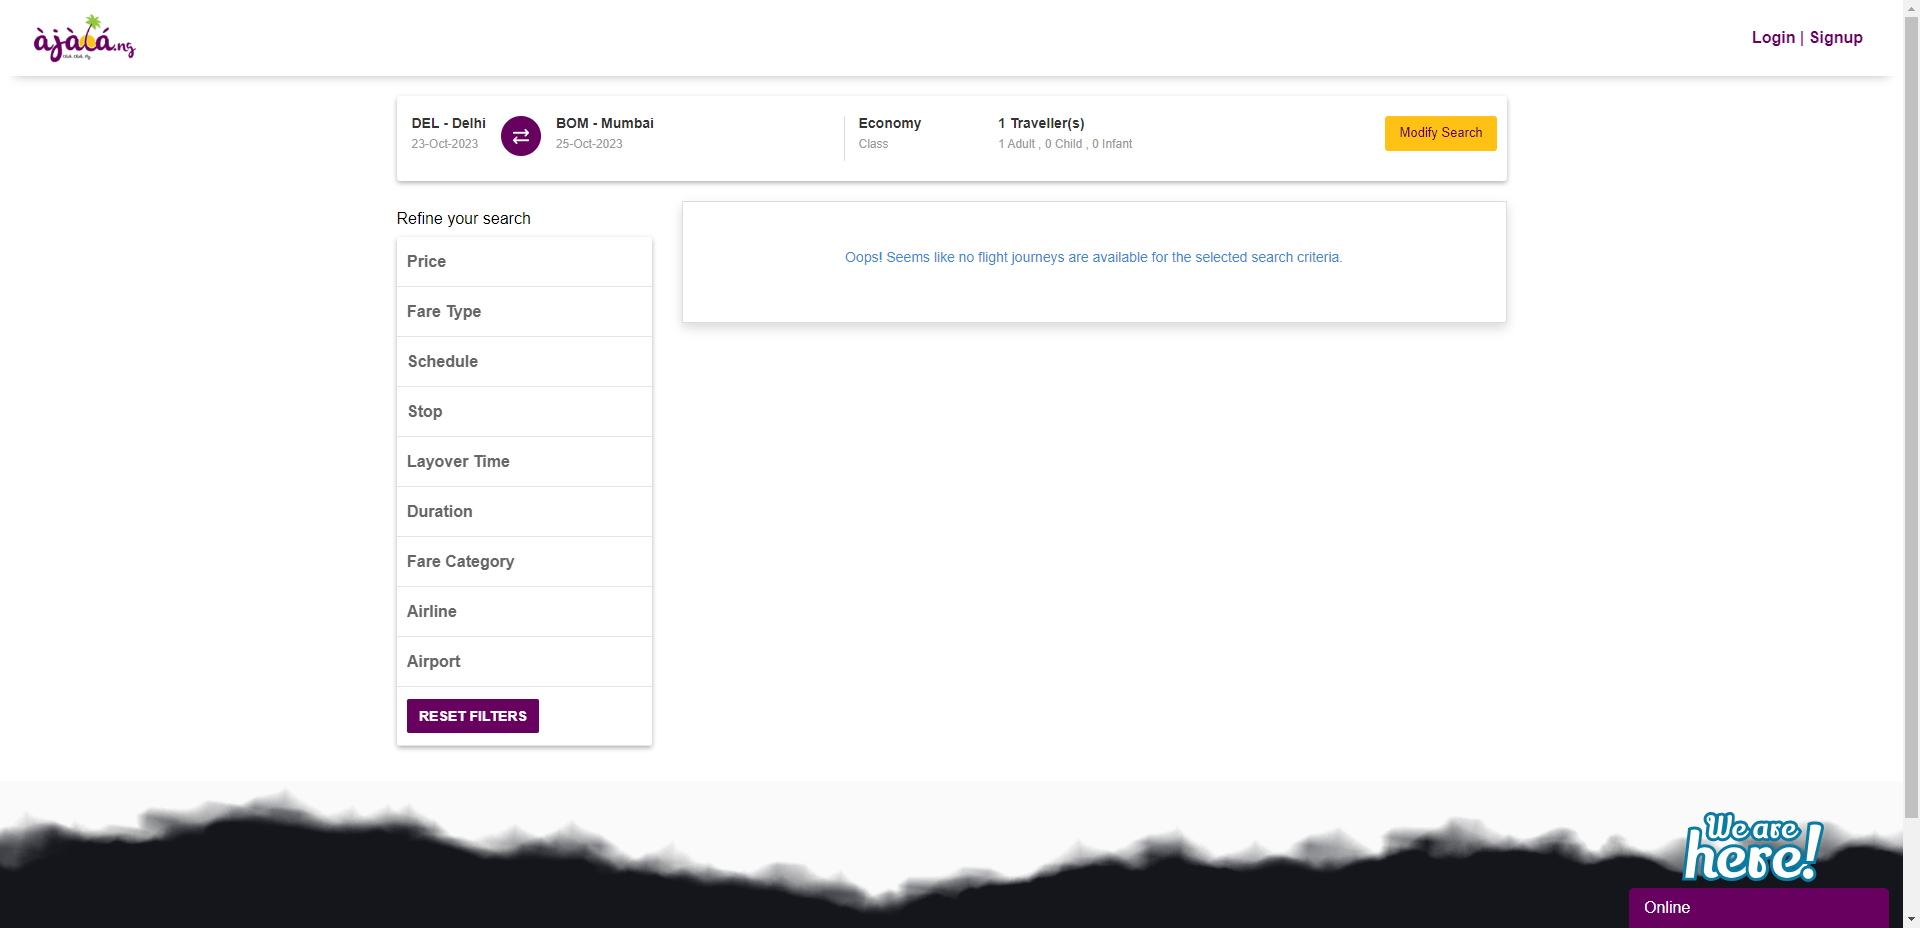 àjàlá.ng
Login | Signup
DEL - Delhi
23-Oct-2023
BOM - Mumbai
25-Oct-2023
Economy
Class
1 Traveller(s)
1 Adult , 0 Child , 0 Infant
Modify Search
Refine your search
Price
Fare Type
Schedule
Stop
Layover Time
Duration
Fare Category
Airline
Airport
RESET FILTERS
Oops! Seems like no flight journeys are available for the selected search criteria.
We are
here!
Online